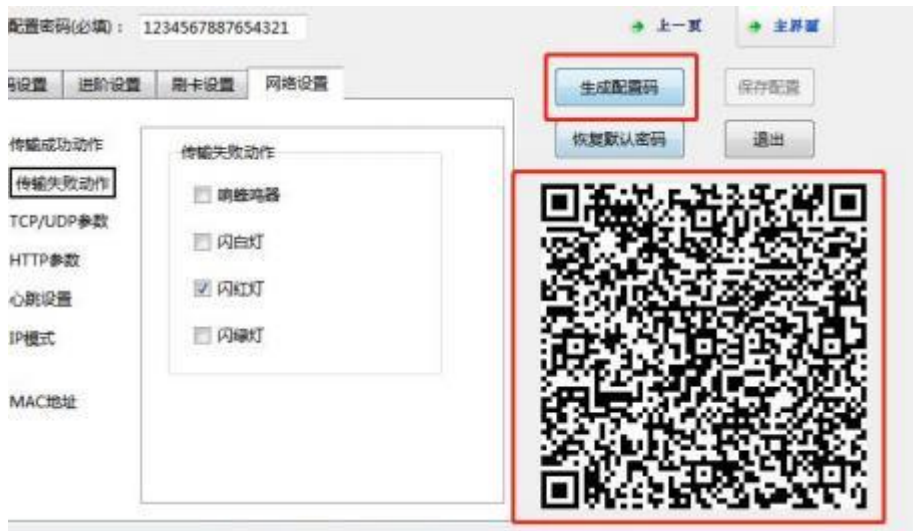 配置密码(必填)： 1234567887654321 上一页 主界面
码设置 进阶设置 刷卡设置 网络设置 生成配置码 保存配置
恢复默认密码 退出
传输成功动作
传输失败动作
TCP/UDP参数
HTTP参数
心跳设置
IP模式
MAC地址
传输失败动作
响蜂鸣器
闪白灯
闪红灯
闪绿灯